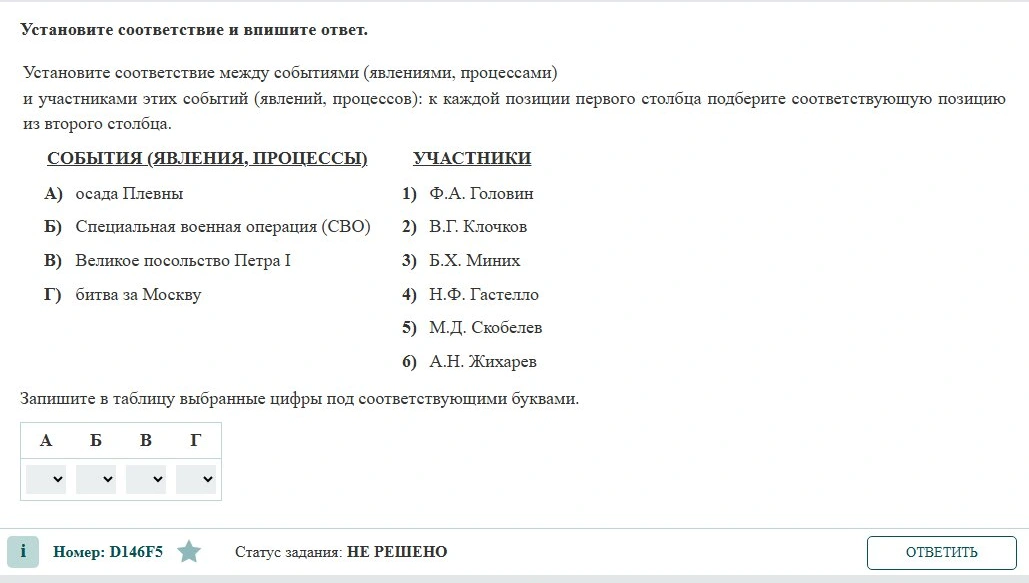 Установите соответствие и впишите ответ.
Установите соответствие между событиями (явлениями, процессами)
и участниками этих событий (явлений, процессов): к каждой позиции первого столбца подберите соответствующую позицию
из второго столбца.
СОБЫТИЯ (ЯВЛЕНИЯ, ПРОЦЕССЫ) УЧАСТНИКИ
А) осада Плевны 1) Ф.А. Головин
Б) Специальная военная операция (СВО) 2) В.Г. Клочков
В) Великое посольство Петра I 3) Б.Х. Миних
Г) битва за Москву 4) Н.Ф. Гастелло
5) М.Д. Скобелев
6) А.Н. Жихарев
Запишите в таблицу выбранные цифры под соответствующими буквами.
А Б В Г
i Номер: D146F5 Статус задания: НЕ РЕШЕНО ОТВЕТИТЬ